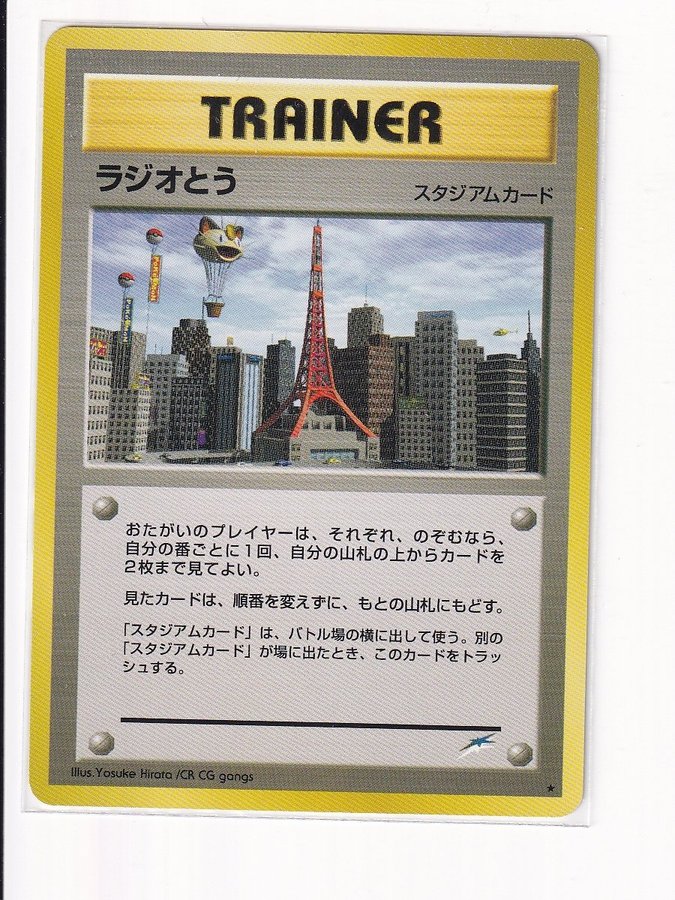 TRAINER
ラジオとう
スタジアムカード
おたがいのプレイヤーは、それぞれ、のぞむなら、
自分の番ごとに1回、自分の山札の上からカードを
2枚まで見てよい。
見たカードは、順番を変えずに、もとの山札にもどす。
「スタジアムカード」は、バトル場の横に出して使う。別の
「スタジアムカード」が場に出たとき、このカードをトラッ
シュする。
Illus.Yosuke Hirata /CR CG gangs
★